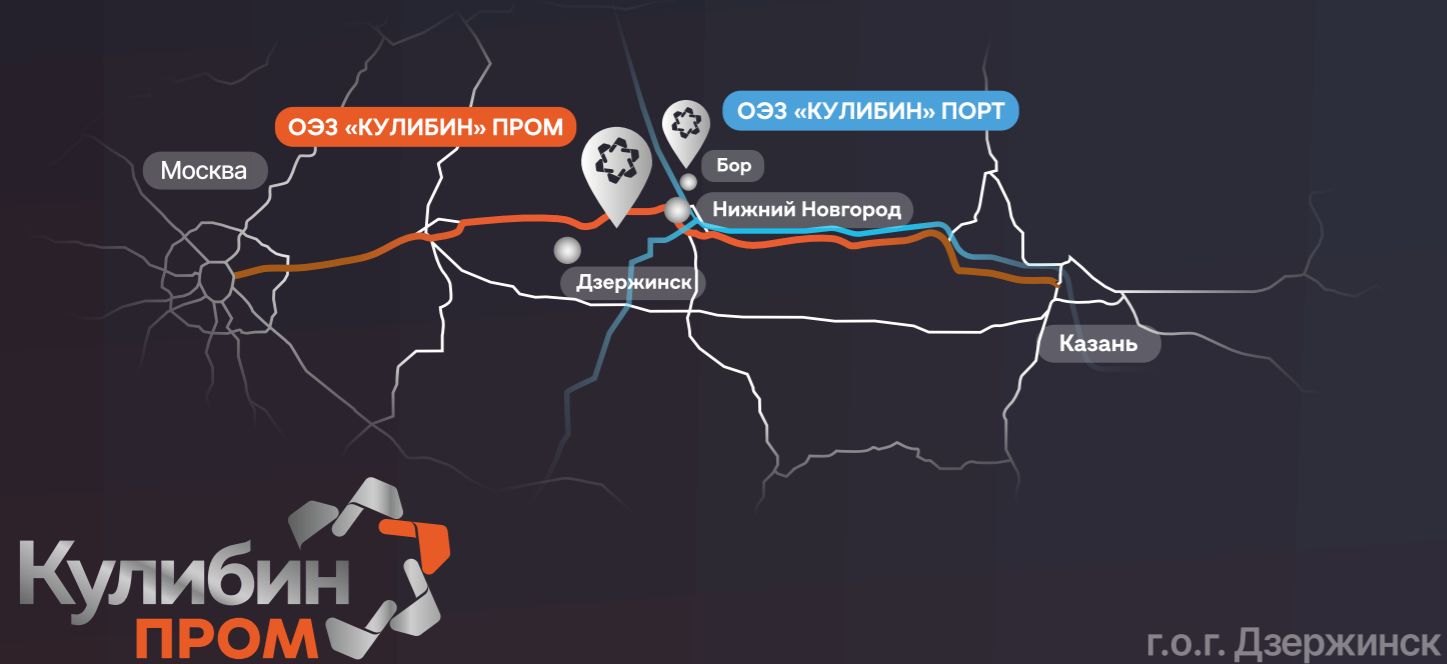 ОЭЗ «КУЛИБИН» ПОРТ
ОЭЗ «КУЛИБИН» ПРОМ
Москва
Бор
Нижний Новгород
Дзержинск
Казань
Кулибин
ПРОМ
г.о.г. Дзержинск